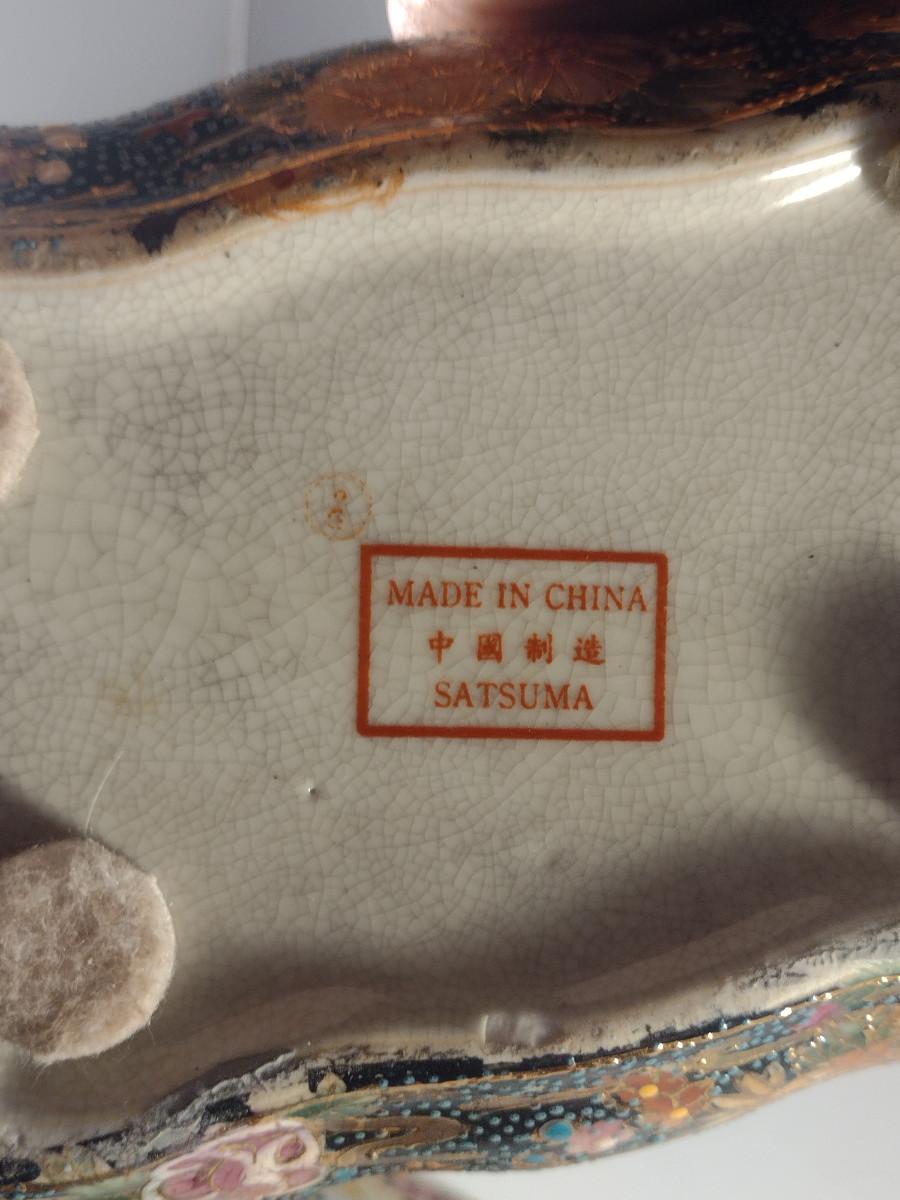 MADE IN CHINA
中國制造
SATSUMA